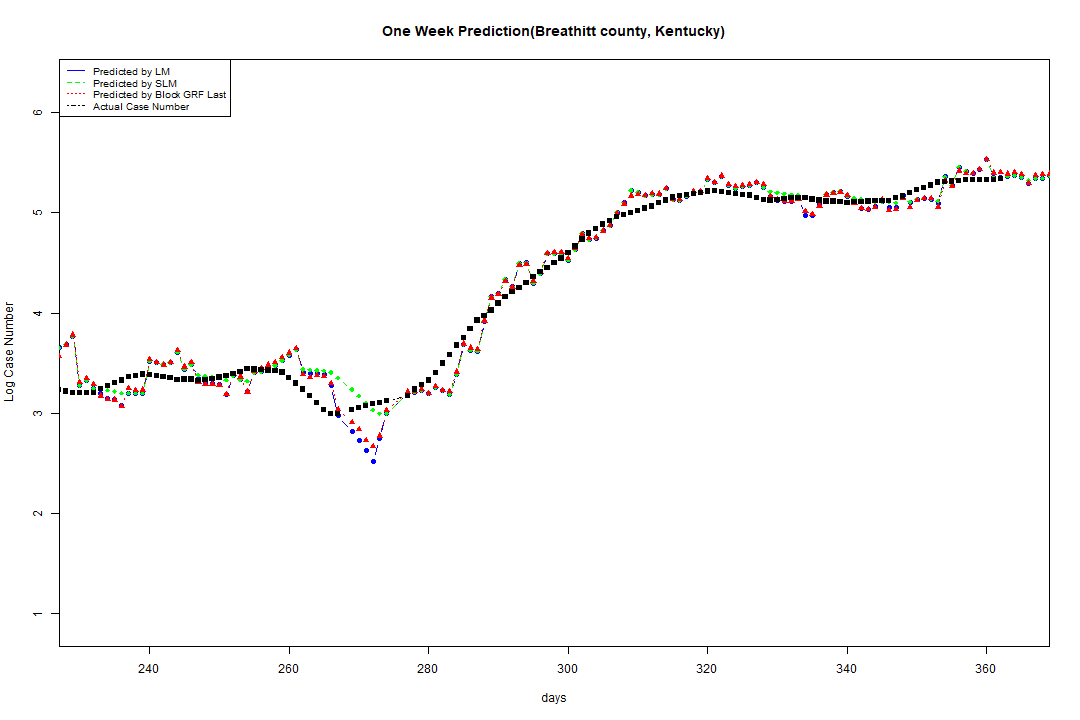 One Week Prediction(Breathitt county, Kentucky)
Predicted by LM
Predicted by SLM
Predicted by Block GRF Last
Actual Case Number
6
5
4
3
2
1
Log Case Number
240 260 280 300 320 340 360
days